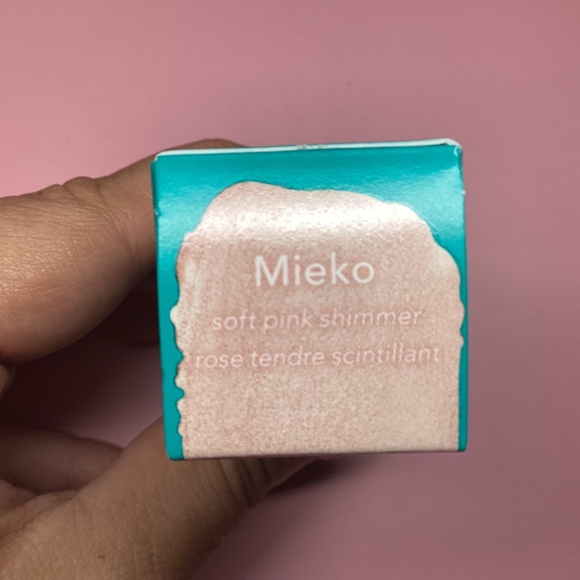 Mieko
soft pink shimmer
rose tendre scintillant